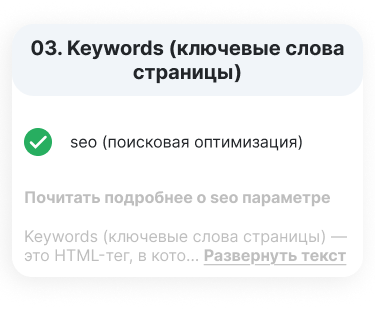 03. Keywords (ключевые слова
страницы)
seo (поисковая оптимизация)
Почитать подробнее о seo параметре
Keywords (ключевые слова страницы) —
это HTML-тег, в кото... Развернуть текст